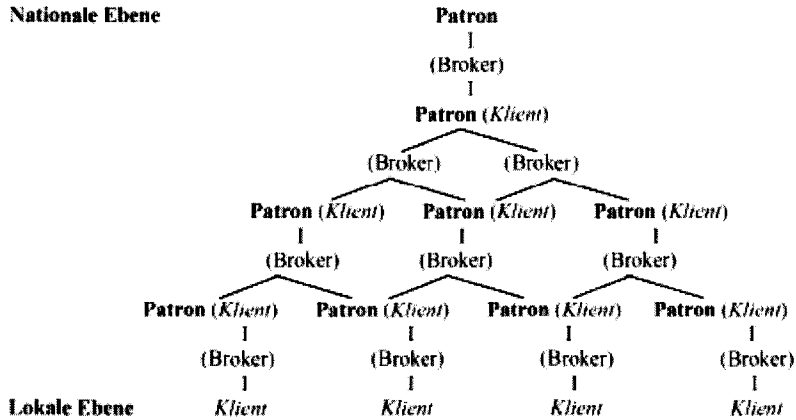 Nationale Ebene Patron
I
(Broker)
I
Patron (Klient)
(Broker) (Broker)
Patron (Klient) Patron (Klient) Patron (Klient)
I I I
(Broker) (Broker) (Broker)
Patron (Klient) Patron (Klient) Patron (Klient) Patron (Klient)
I I I I
(Broker) (Broker) (Broker) (Broker)
I I I I
Lokale Ebene Klient Klient Klient Klient